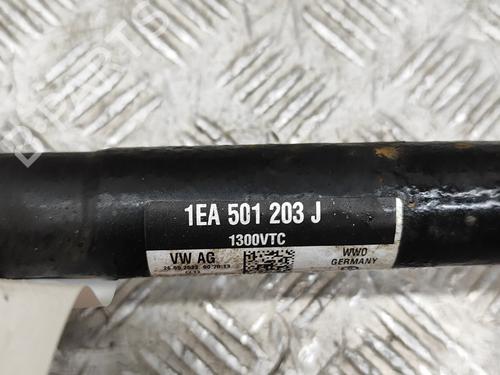 1EA 501 203 J
1300VTC
VW AG
WWO
GERMANY